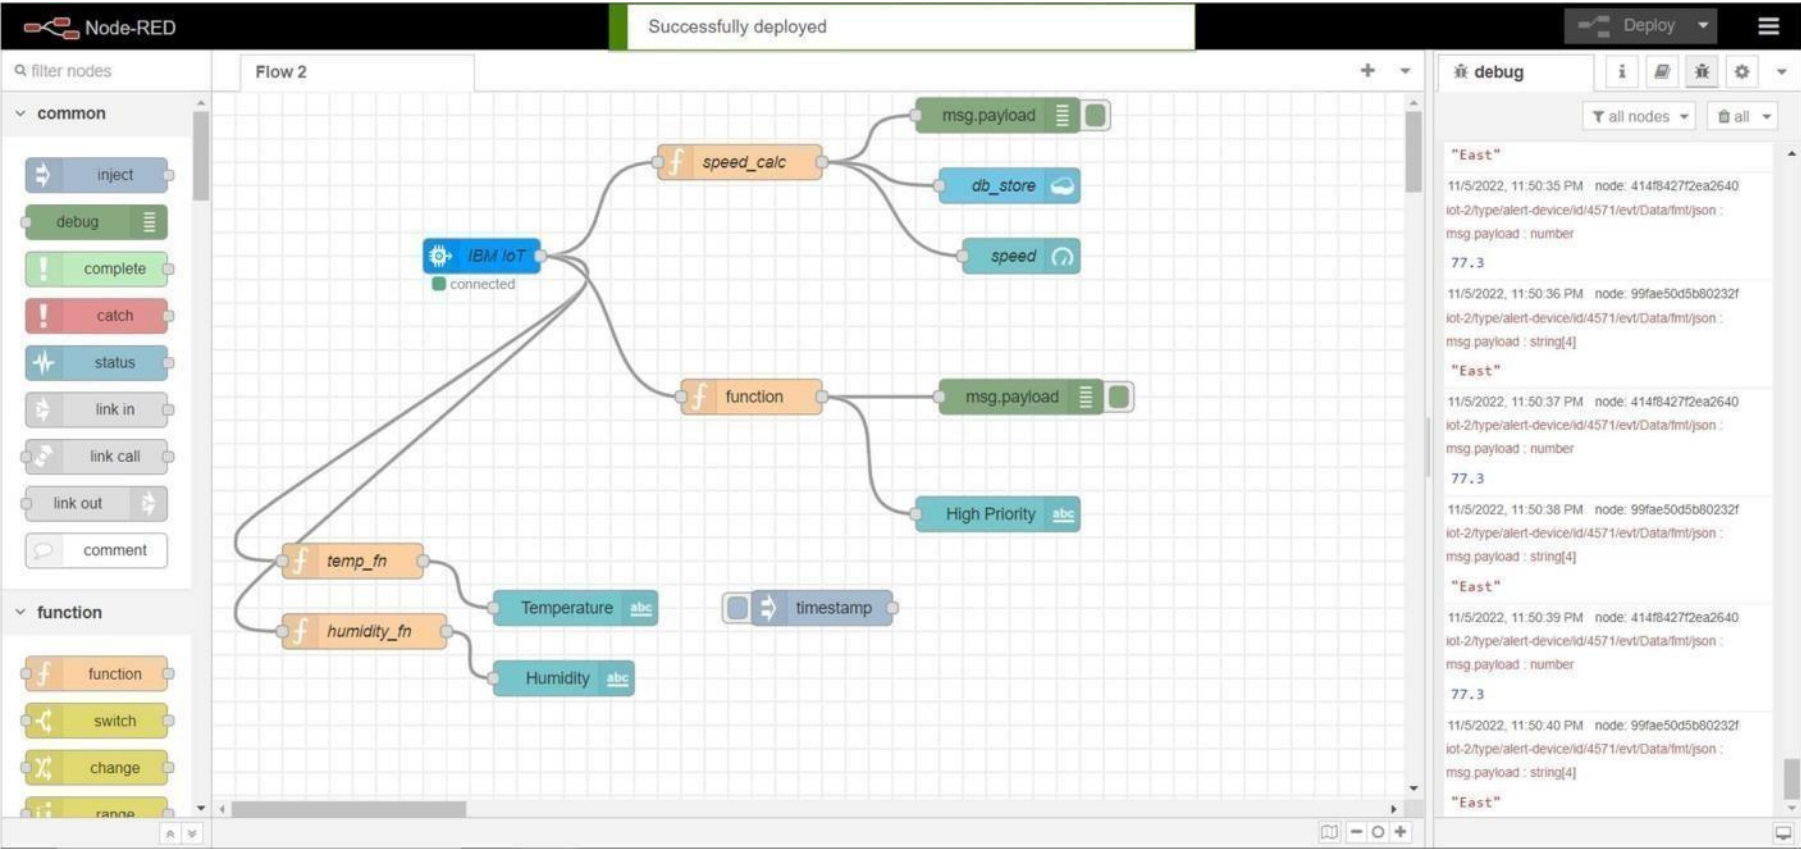 Node-RED
Successfully deployed
Deploy
filter nodes
Flow 2
debug
common
all nodes
all
inject
debug
complete
catch
status
link in
link call
link out
comment
function
function
switch
change
range
msg.payload
speed_calc
db_store
IBM IoT
speed
connected
function
msg.payload
High Priority
abc
temp_fn
Temperature
abc
timestamp
humidity_fn
Humidity
abc
"East"
11/5/2022, 11:50:35 PM node: 414f8427f2ea2640
iot-2/type/alert-device/id/4571/evt/Data/fmt/json :
msg.payload : number
77.3
11/5/2022, 11:50:36 PM node: 99fae50d5b80232f
iot-2/type/alert-device/id/4571/evt/Data/fmt/json :
msg.payload : string[4]
"East"
11/5/2022, 11:50:37 PM node: 414f8427f2ea2640
iot-2/type/alert-device/id/4571/evt/Data/fmt/json :
msg.payload : number
77.3
11/5/2022, 11:50:38 PM node: 99fae50d5b80232f
iot-2/type/alert-device/id/4571/evt/Data/fmt/json :
msg.payload : string[4]
"East"
11/5/2022, 11:50:39 PM node: 414f8427f2ea2640
iot-2/type/alert-device/id/4571/evt/Data/fmt/json :
msg.payload : number
77.3
11/5/2022, 11:50:40 PM node: 99fae50d5b80232f
iot-2/type/alert-device/id/4571/evt/Data/fmt/json :
msg.payload : string[4]
"East"